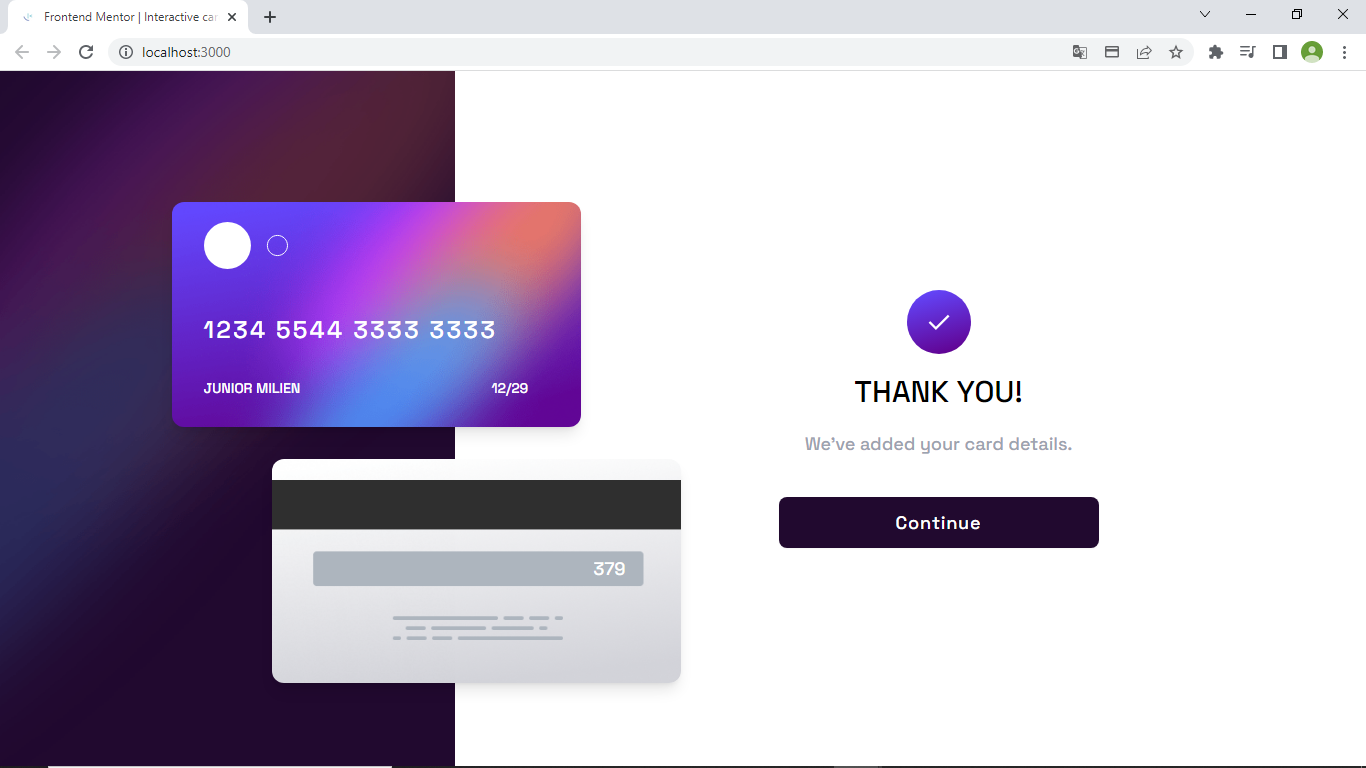 Frontend Mentor | Interactive car
localhost:3000
1234 5544 3333 3333
JUNIOR MILIEN 12/29
379
THANK YOU!
We've added your card details.
Continue